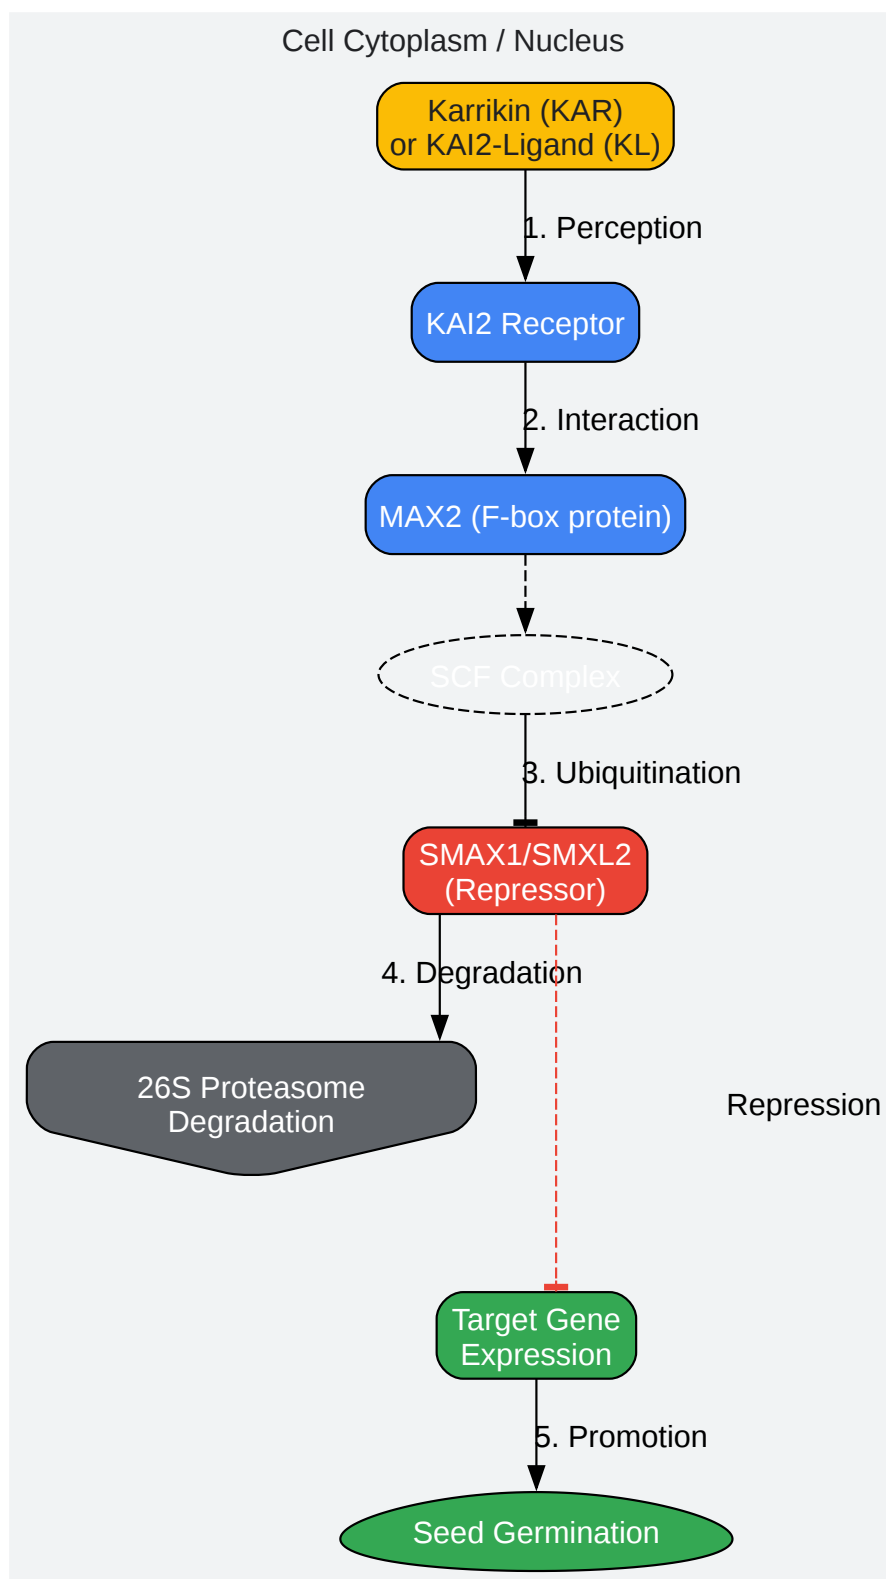 Cell Cytoplasm / Nucleus
Karrikin (KAR)
or KAI2-Ligand (KL)
1. Perception
KAI2 Receptor
2. Interaction
MAX2 (F-box protein)
SCF Complex
3. Ubiquitination
SMAX1/SMXL2
(Repressor)
4. Degradation
26S Proteasome
Degradation
Repression
Target Gene
Expression
5. Promotion
Seed Germination